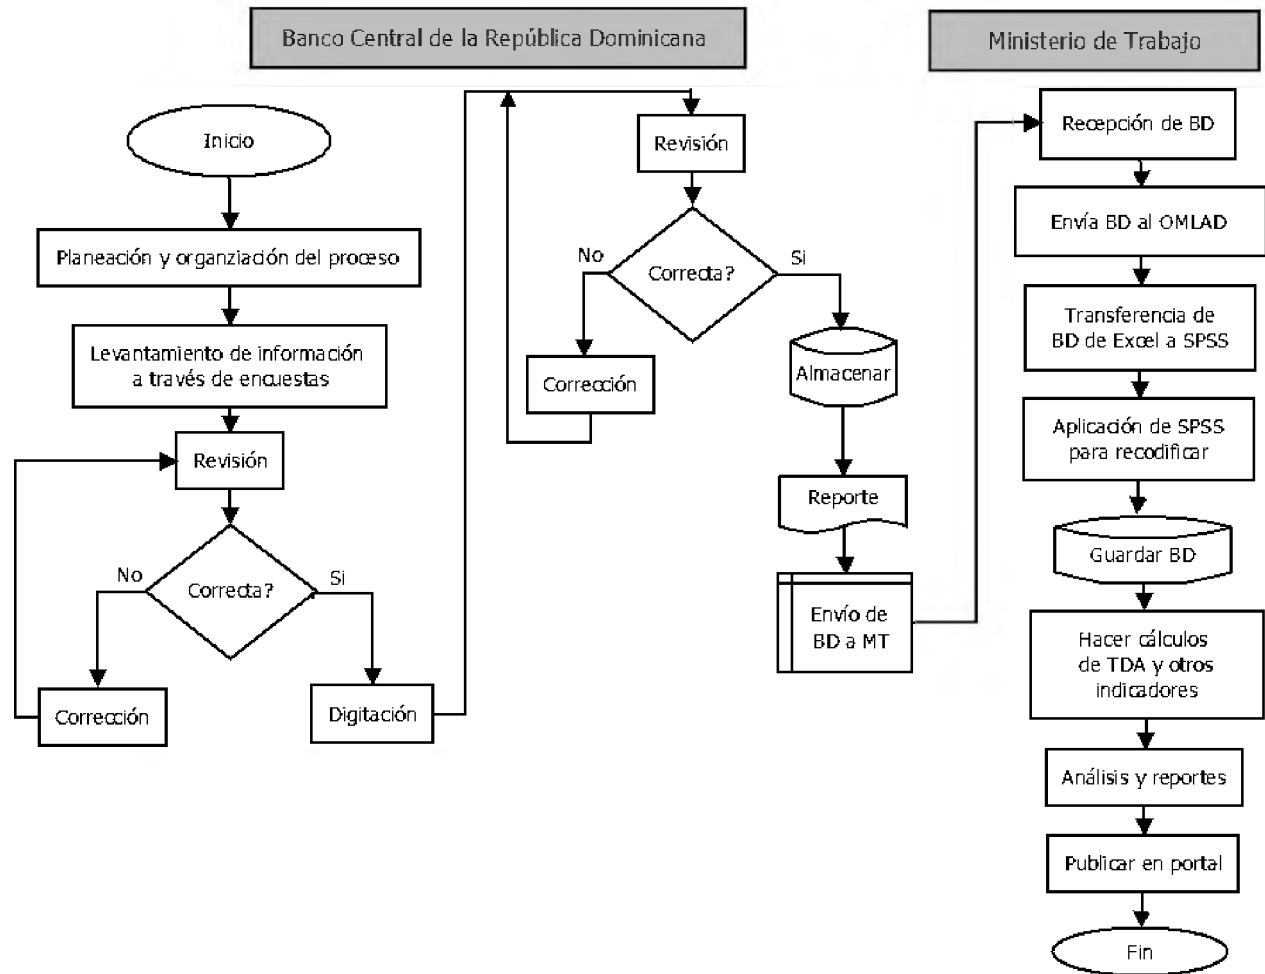 Banco Central de la República Dominicana
Ministerio de Trabajo
Inicio
Planeación y organziación del proceso
Levantamiento de información
a través de encuestas
Revisión
Correcta?
No
Si
Corrección
Digitación
Revisión
Correcta?
No
Si
Corrección
Almacenar
Reporte
Envío de
BD a MT
Recepción de BD
Envía BD al OMLAD
Transferencia de
BD de Excel a SPSS
Aplicación de SPSS
para recodificar
Guardar BD
Hacer cálculos
de TDA y otros
indicadores
Análisis y reportes
Publicar en portal
Fin